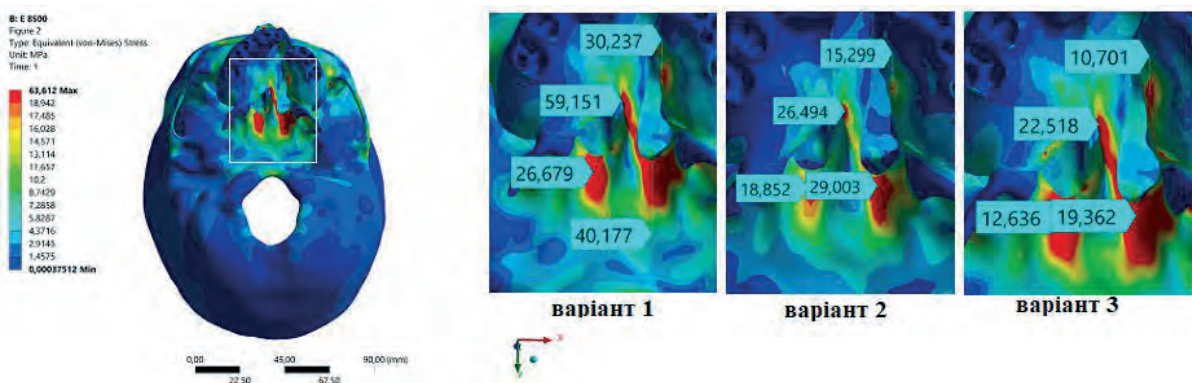 B: E 8500
Figure 2
Type: Equivalent (von-Mises) Stress
Unit: MPa
Time: 1
63,612 Max
18,942
17,485
16,028
14,571
13,114
11,657
10,2
8,7429
7,2858
5,8287
4,3716
2,9145
1,4575
0,00037512 Min
0,00 45,00 90,00 (mm)
22,50 67,50
30,237
59,151
26,679
40,177
варіант 1
15,299
26,494
18,852 29,003
варіант 2
10,701
22,518
12,636 19,362
варіант 3
X
Y